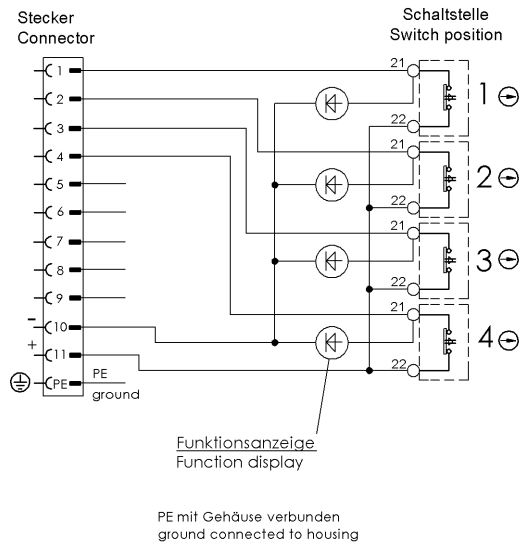 Stecker
Connector
Schaltstelle
Switch position
1
2
3
4
5
6
7
8
9
- 10
+ 11
PE
PE
ground
21
22
1
21
22
2
21
22
3
21
22
4
Funktionsanzeige
Function display
PE mit Gehäuse verbunden
ground connected to housing